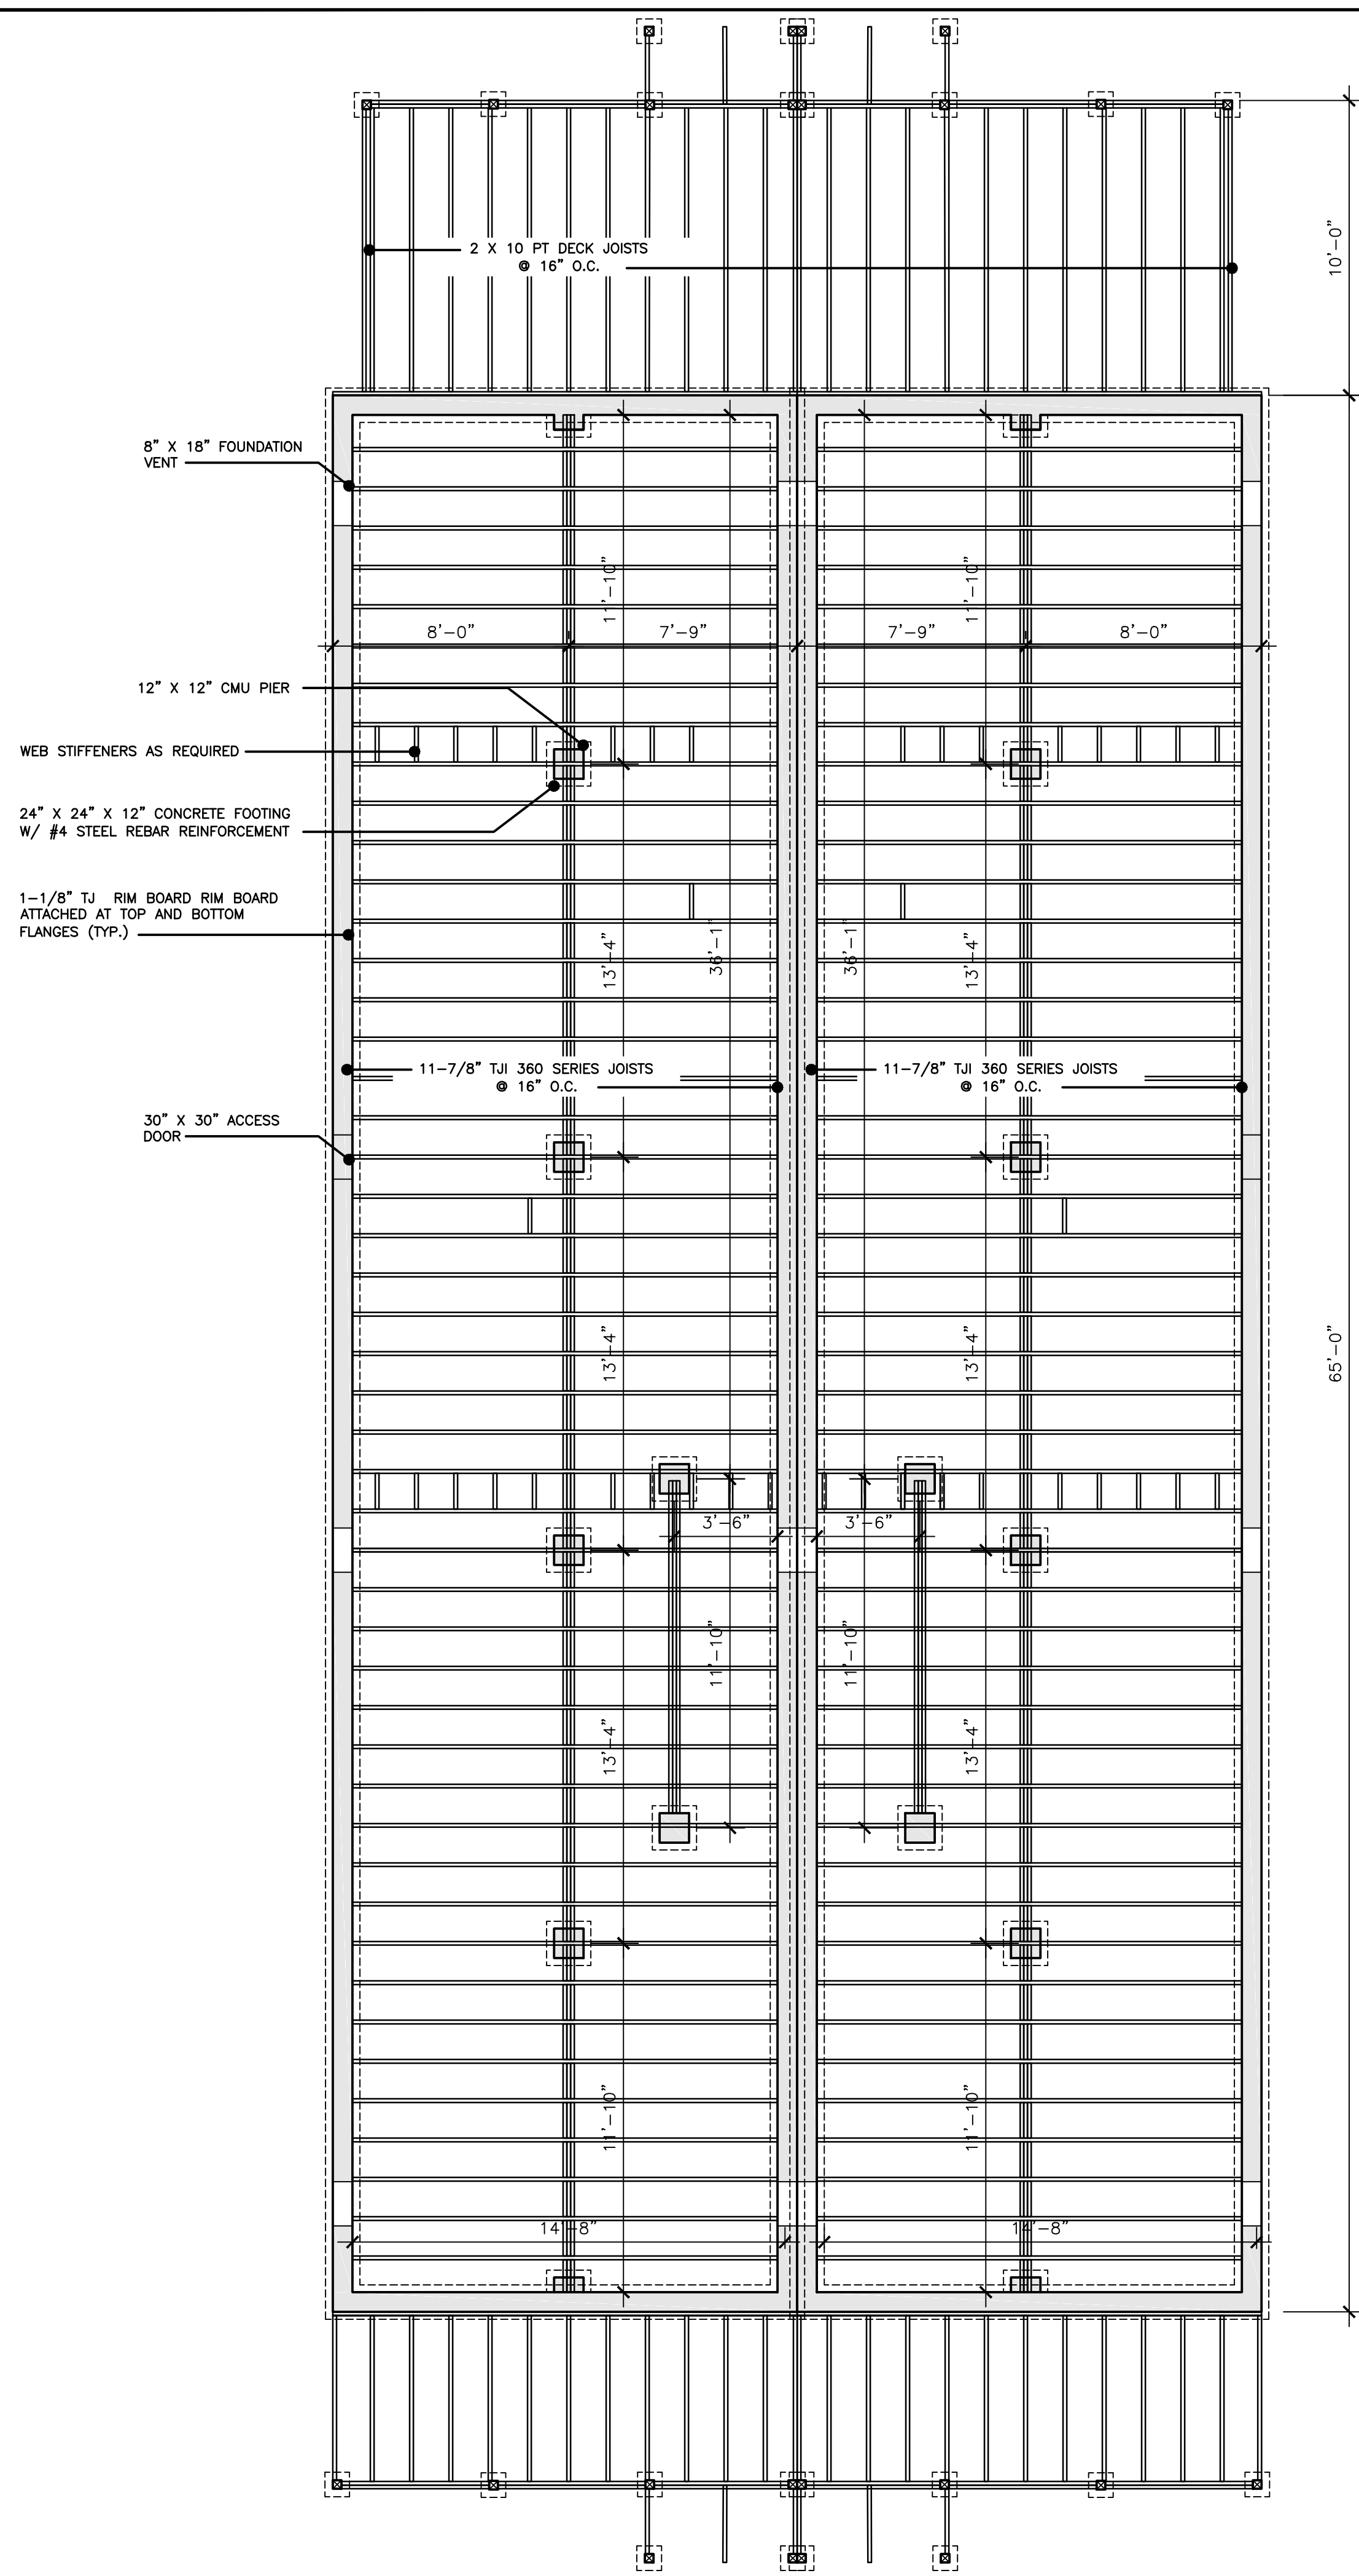 2 X 10 PT DECK JOISTS
@ 16" O.C.
10'-0"
8" X 18" FOUNDATION
VENT
11'-10"
11'-10"
8'-0"
7'-9"
7'-9"
8'-0"
12" X 12" CMU PIER
WEB STIFFENERS AS REQUIRED
24" X 24" X 12" CONCRETE FOOTING
W/ #4 STEEL REBAR REINFORCEMENT
1-1/8" TJ RIM BOARD RIM BOARD
ATTACHED AT TOP AND BOTTOM
FLANGES (TYP.)
13'-4"
36'-1"
36'-1"
13'-4"
11-7/8" TJI 360 SERIES JOISTS
@ 16" O.C.
11-7/8" TJI 360 SERIES JOISTS
@ 16" O.C.
30" X 30" ACCESS
DOOR
13'-4"
13'-4"
65'-0"
3'-6"
3'-6"
11'-10"
11'-10"
13'-4"
13'-4"
11'-10"
11'-10"
14'-8"
14'-8"